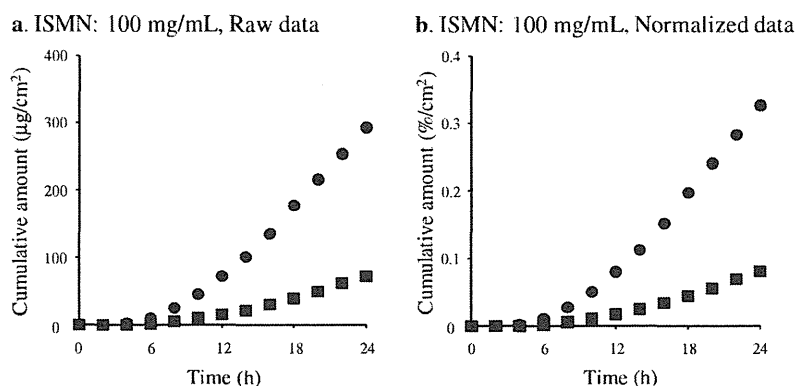 a. ISMN: 100 mg/mL, Raw data
Cumulative amount (μg/cm²)
400
300
200
100
0
0 6 12 18 24
Time (h)
b. ISMN: 100 mg/mL, Normalized data
Cumulative amount (%/cm²)
0.4
0.3
0.2
0.1
0
0 6 12 18 24
Time (h)